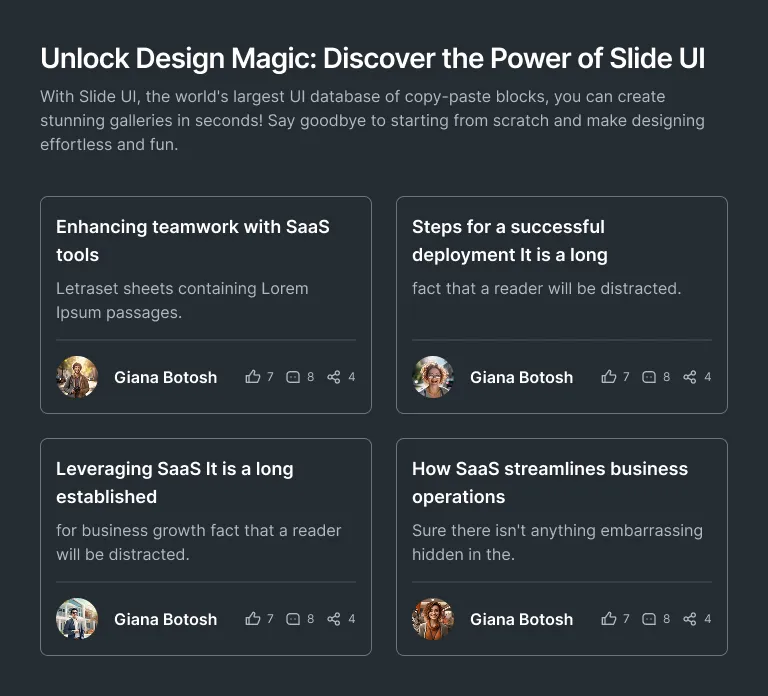 Unlock Design Magic: Discover the Power of Slide UI
With Slide UI, the world's largest UI database of copy-paste blocks, you can create
stunning galleries in seconds! Say goodbye to starting from scratch and make designing
effortless and fun.
Enhancing teamwork with SaaS
tools
Letraset sheets containing Lorem
Ipsum passages.
Giana Botosh 7 8 4
Steps for a successful
deployment It is a long
fact that a reader will be distracted.
Giana Botosh 7 8 4
Leveraging SaaS It is a long
established
for business growth fact that a reader
will be distracted.
Giana Botosh 7 8 4
How SaaS streamlines business
operations
Sure there isn't anything embarrassing
hidden in the.
Giana Botosh 7 8 4